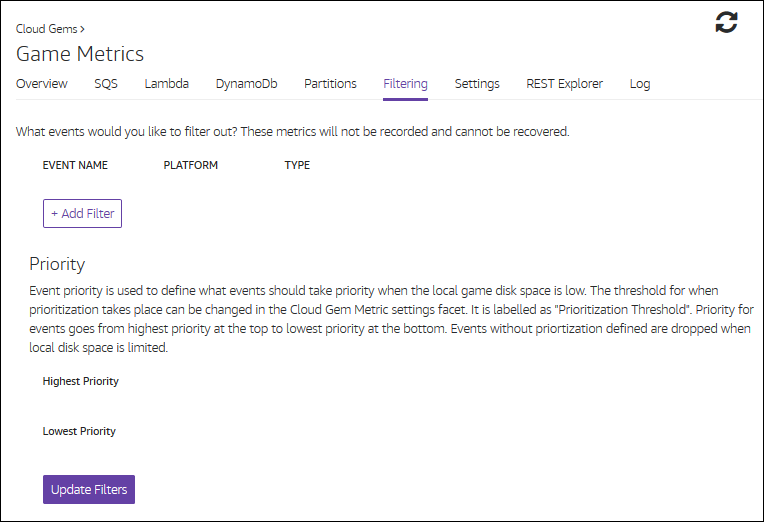 Cloud Gems >
Game Metrics
Overview SQS Lambda DynamoDb Partitions Filtering Settings REST Explorer Log
What events would you like to filter out? These metrics will not be recorded and cannot be recovered.
EVENT NAME PLATFORM TYPE
+ Add Filter
Priority
Event priority is used to define what events should take priority when the local game disk space is low. The threshold for when
prioritization takes place can be changed in the Cloud Gem Metric settings facet. It is labelled as "Prioritization Threshold". Priority for
events goes from highest priority at the top to lowest priority at the bottom. Events without priortization defined are dropped when
local disk space is limited.
Highest Priority
Lowest Priority
Update Filters